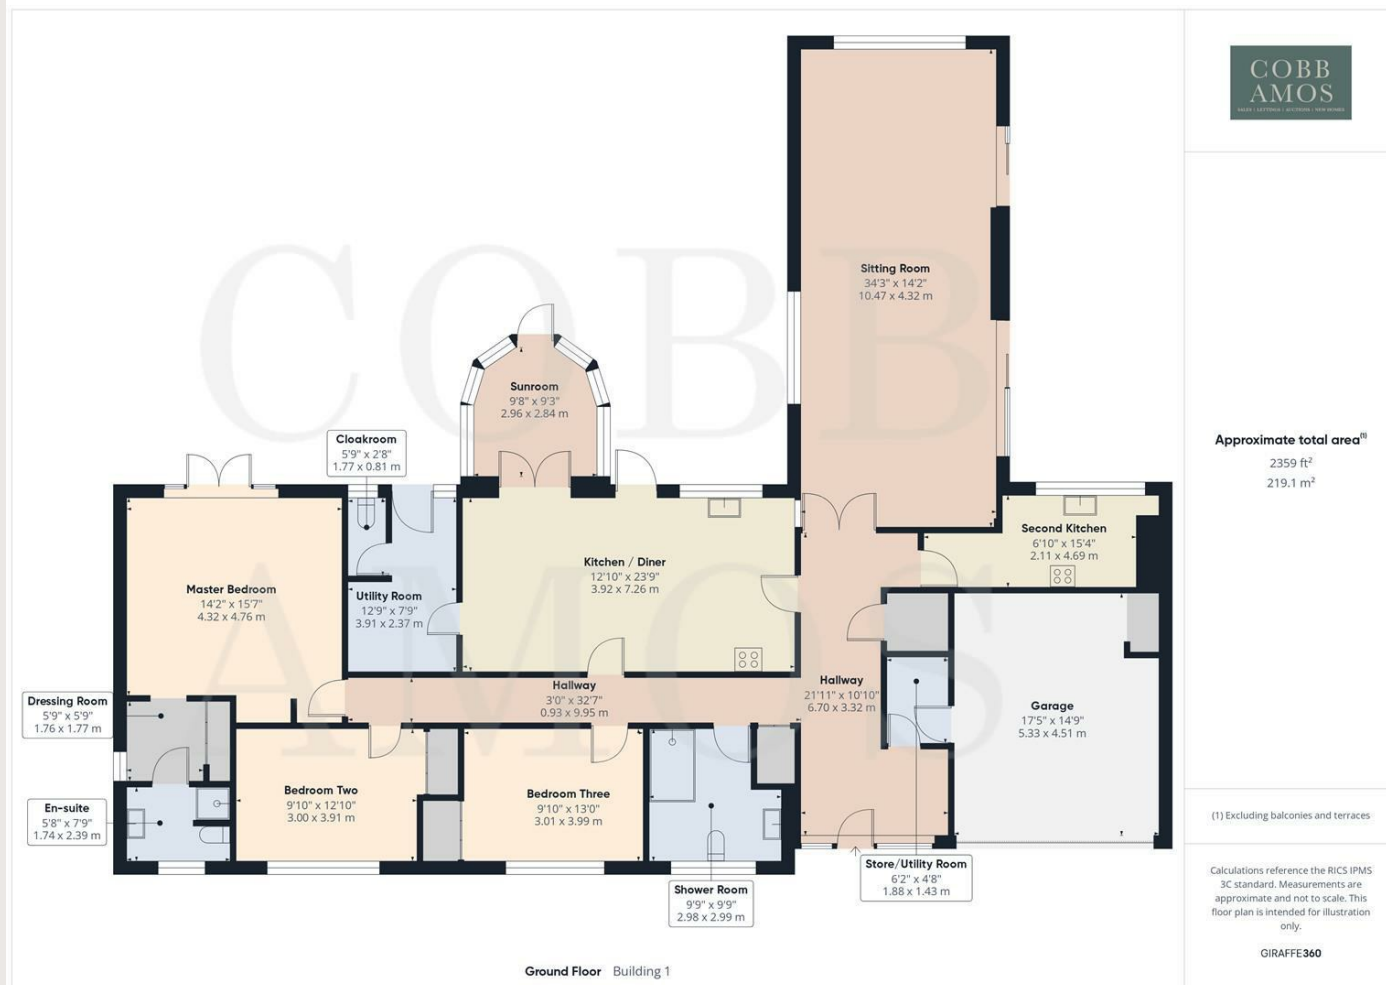 COBB
AMOS
SALES | LETTINGS | AUCTIONS | NEW HOMES
Sitting Room
34'3" x 14'2"
10.47 x 4.32 m
Sunroom
9'8" x 9'3"
2.96 x 2.84 m
Cloakroom
5'9" x 2'8"
1.77 x 0.81 m
Second Kitchen
6'10" x 15'4"
2.11 x 4.69 m
Kitchen / Diner
12'10" x 23'9"
3.92 x 7.26 m
Master Bedroom
14'2" x 15'7"
4.32 x 4.76 m
Utility Room
12'9" x 7'9"
3.91 x 2.37 m
Hallway
3'0" x 32'7"
0.93 x 9.95 m
Hallway
21'11" x 10'10"
6.70 x 3.32 m
Dressing Room
5'9" x 5'9"
1.76 x 1.77 m
Garage
17'5" x 14'9"
5.33 x 4.51 m
Bedroom Two
9'10" x 12'10"
3.00 x 3.91 m
Bedroom Three
9'10" x 13'0"
3.01 x 3.99 m
En-suite
5'8" x 7'9"
1.74 x 2.39 m
Store/Utility Room
6'2" x 4'8"
1.88 x 1.43 m
Shower Room
9'9" x 9'9"
2.98 x 2.99 m
Ground Floor Building 1
COBB
AMOS
Approximate total area(1)
2359 ft²
219.1 m²
(1) Excluding balconies and terraces
Calculations reference the RICS IPMS
3C standard. Measurements are
approximate and not to scale. This
floor plan is intended for illustration
only.
GIRAFFE360